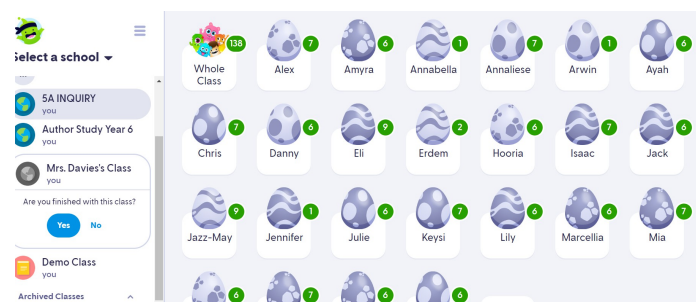 Select a school
5A INQUIRY
you
Author Study Year 6
you
Mrs. Davies's Class
you
Are you finished with this class?
Yes No
Demo Class
you
Archived Classes
138 7 6 1 7 1 6
Whole Class Alex Amyra Annabella Annaliese Arwin Ayah
7 6 9 2 6 7 6
Chris Danny Eli Erdem Hooria Isaac Jack
9 1 6 7 7 6 7
Jazz-May Jennifer Julie Keysi Lily Marcellia Mia
6 7 6 6